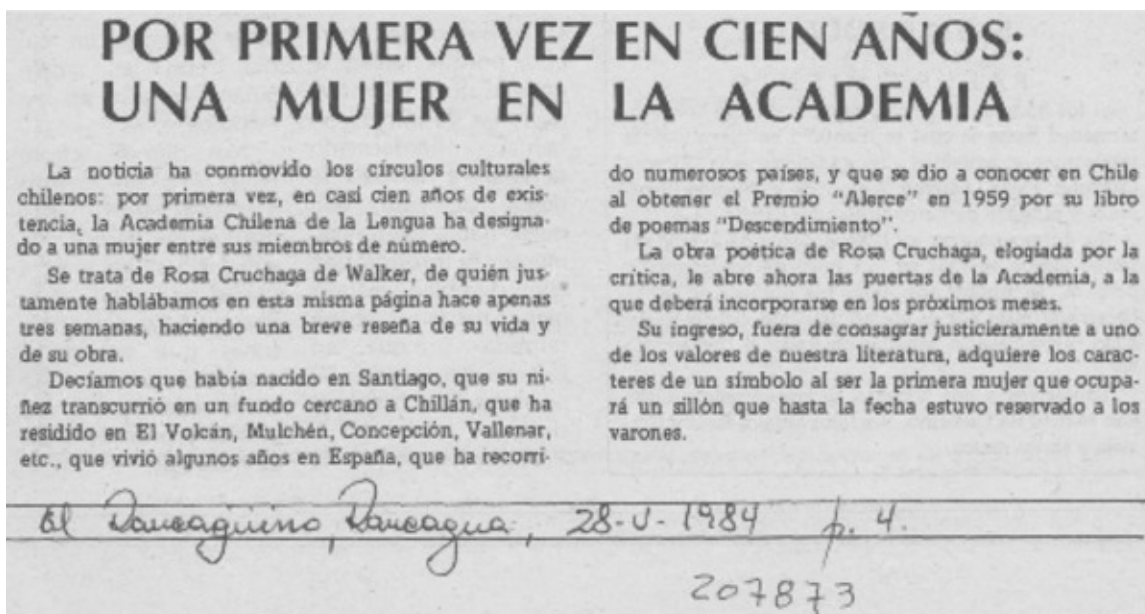 POR PRIMERA VEZ EN CIEN AÑOS:
UNA MUJER EN LA ACADEMIA
La noticia ha conmovido los círculos culturales
chilenos: por primera vez, en casi cien años de exis-
tencia, la Academia Chilena de la Lengua ha designa-
do a una mujer entre sus miembros de número.
Se trata de Rosa Cruchaga de Walker, de quién jus-
tamente hablábamos en esta misma página hace apenas
tres semanas, haciendo una breve reseña de su vida y
de su obra.
Decíamos que había nacido en Santiago, que su ni-
ñez transcurrió en un fundo cercano a Chillán, que ha
residido en El Volcán, Mulchén, Concepción, Vallenar,
etc., que vivió algunos años en España, que ha recorri-
do numerosos países, y que se dio a conocer en Chile
al obtener el Premio "Alerce" en 1959 por su libro
de poemas "Descendimiento".
La obra poética de Rosa Cruchaga, elogiada por la
crítica, le abre ahora las puertas de la Academia, a la
que deberá incorporarse en los próximos meses.
Su ingreso, fuera de consagrar justicieramente a uno
de los valores de nuestra literatura, adquiere los carac-
teres de un símbolo al ser la primera mujer que ocupa-
rá un sillón que hasta la fecha estuvo reservado a los
varones.
El Rancagüino, Rancagua, 28-V-1984 p. 4.
207873